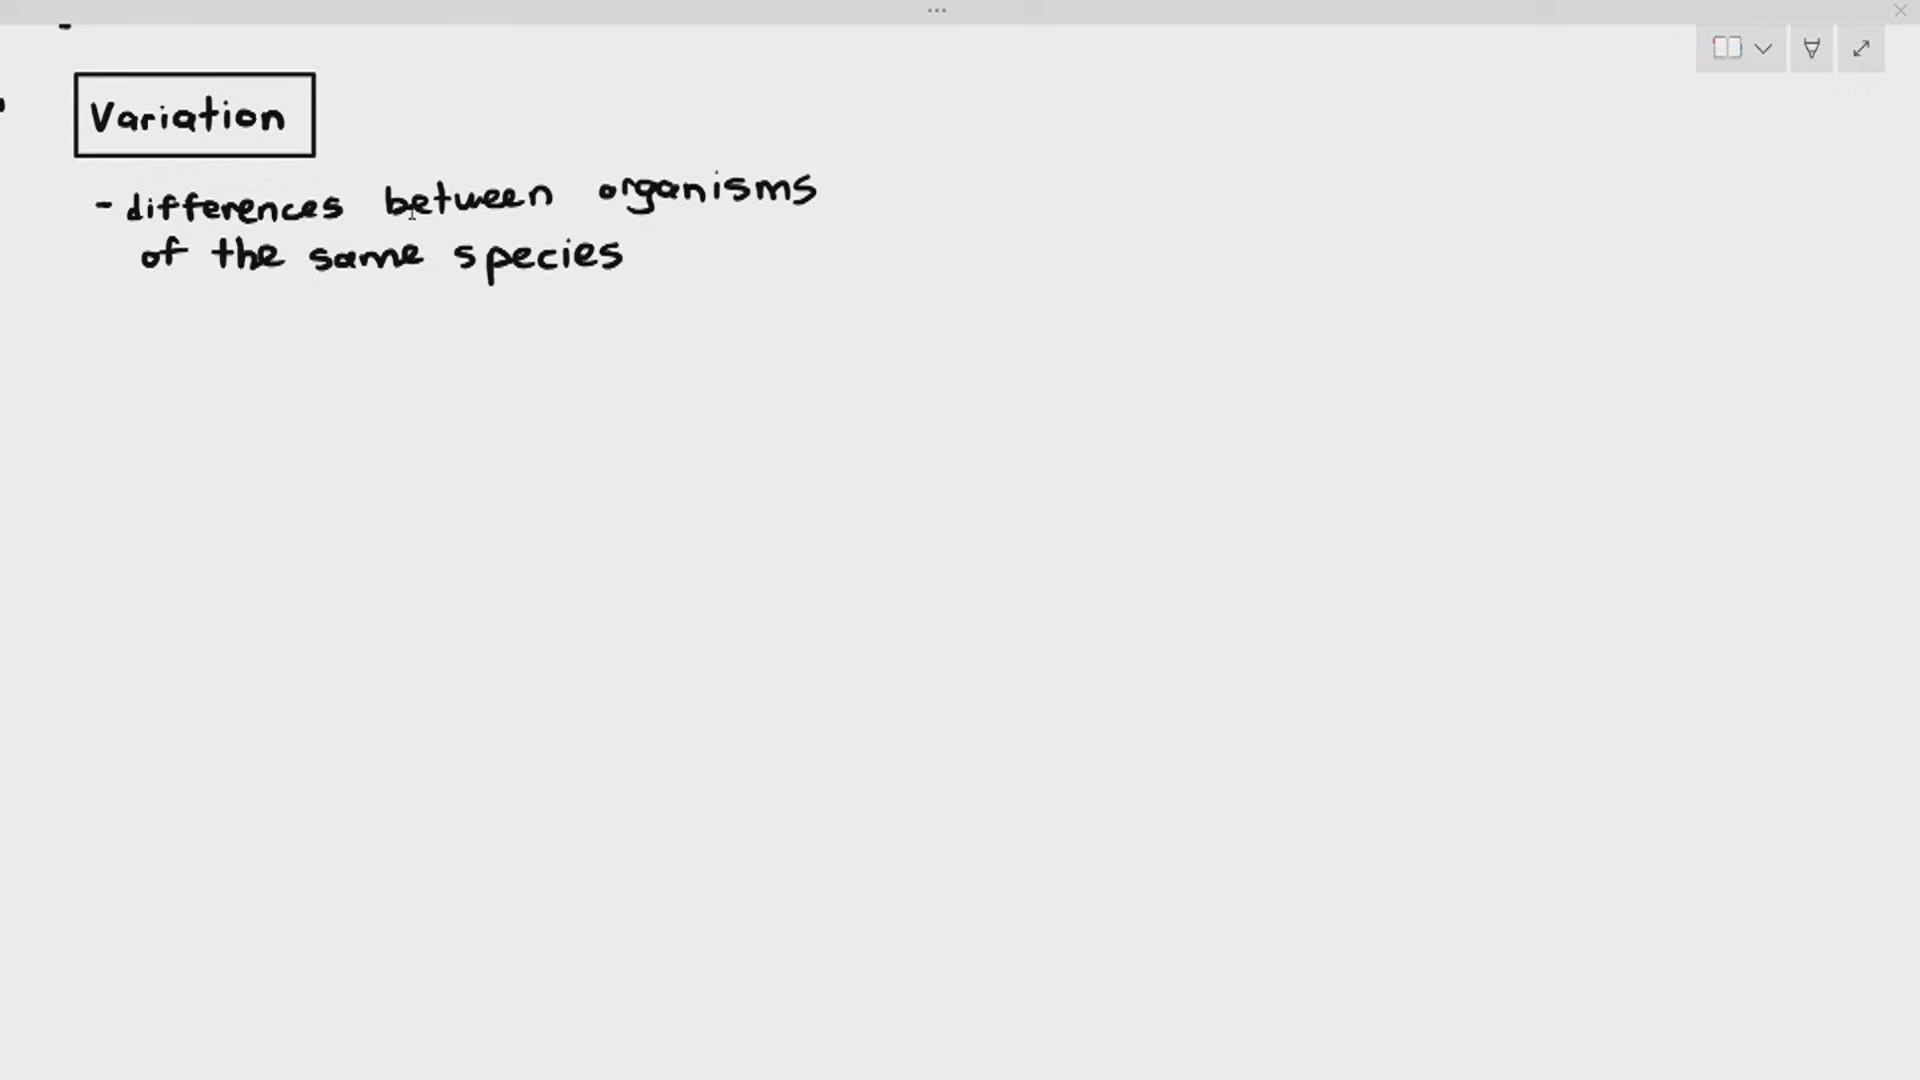 Variation
- differences between organisms
of the same species